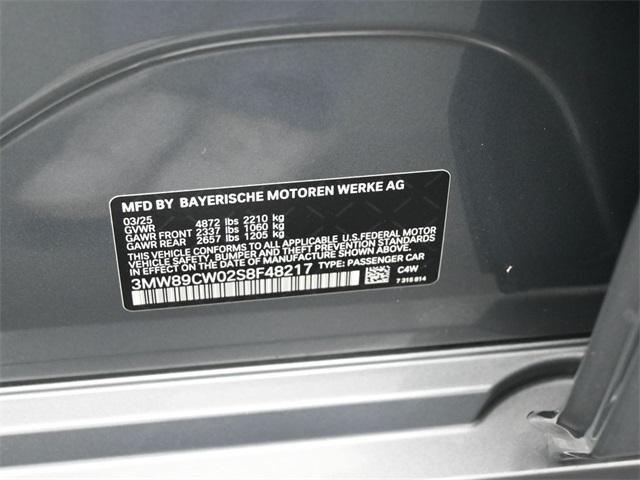 MFD BY BAYERISCHE MOTOREN WERKE AG
03/25
GVWR 4872 lbs 2210 kg
GAWR FRONT 2337 lbs 1060 kg
GAWR REAR 2657 lbs 1205 kg
THIS VEHICLE CONFORMS TO ALL APPLICABLE U.S.FEDERAL MOTOR
VEHICLE SAFETY, BUMPER AND THEFT PREVENTION STANDARDS
IN EFFECT ON THE DATE OF MANUFACTURE SHOWN ABOVE.
3MW89CW02S8F48217 TYPE: PASSENGER CAR
C4W
7 315 814